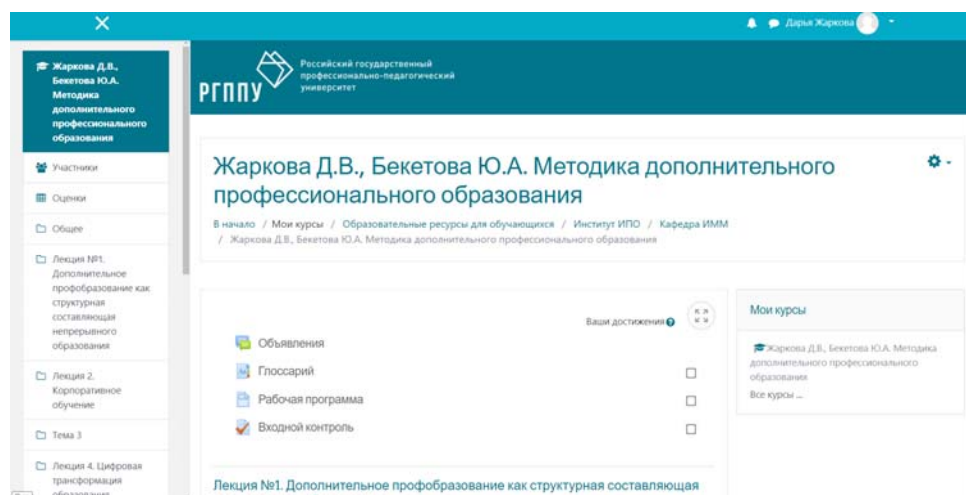 Дарья Жаркова
Жаркова Д.В.,
Бекетова Ю.А.
Методика
дополнительного
профессионального
образования
Участники
Оценки
Общее
Лекция №1.
Дополнительное
профобразование как
структурная
составляющая
непрерывного
образования
Лекция 2.
Корпоративное
обучение
Тема 3
Лекция 4. Цифровая
трансформация
образования
РГППУ
Российский государственный
профессионально-педагогический
университет
Жаркова Д.В., Бекетова Ю.А. Методика дополнительного
профессионального образования
В начало / Мои курсы / Образовательные ресурсы для обучающихся / Институт ИПО / Кафедра ИММ
/ Жаркова Д.В., Бекетова Ю.А. Методика дополнительного профессионального образования
Ваши достижения
Объявления
Глоссарий
Рабочая программа
Входной контроль
Лекция №1. Дополнительное профобразование как структурная составляющая
Мои курсы
Жаркова Д.В., Бекетова Ю.А. Методика
дополнительного профессионального
образования
Все курсы ...